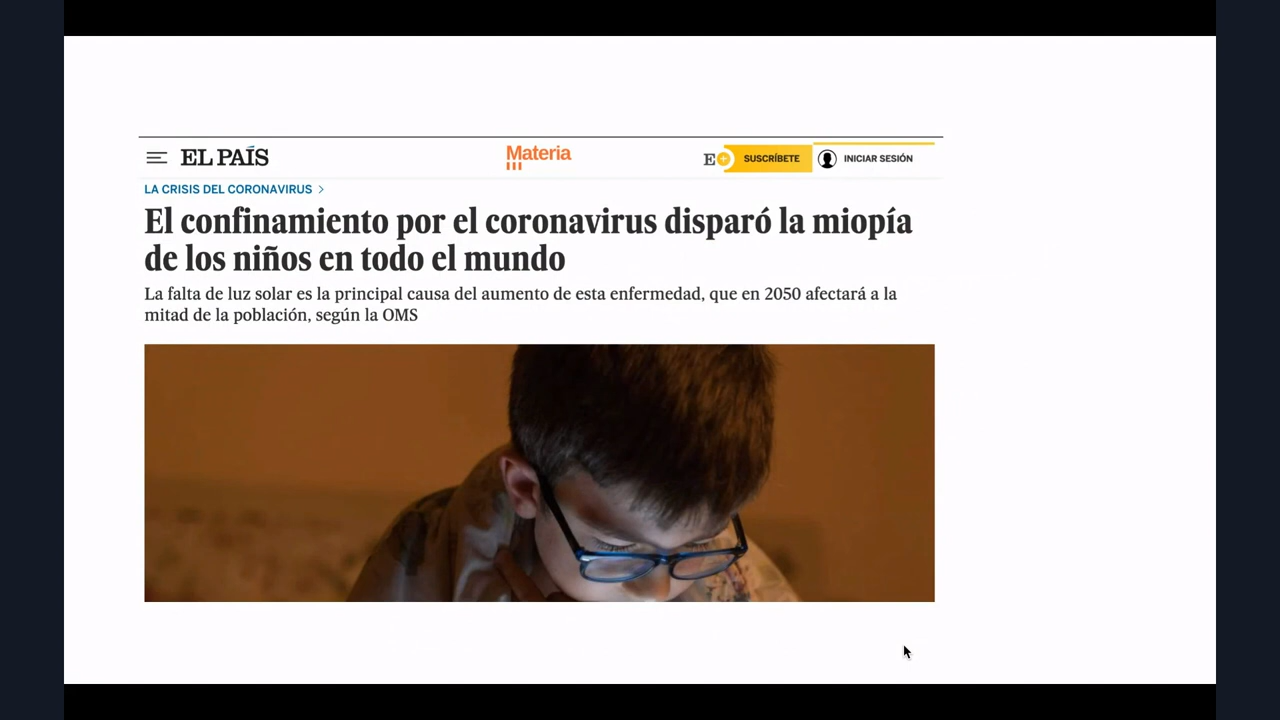 EL PAÍS
Materia
E+ SUSCRÍBETE
INICIAR SESIÓN
LA CRISIS DEL CORONAVIRUS >
El confinamiento por el coronavirus disparó la miopía
de los niños en todo el mundo
La falta de luz solar es la principal causa del aumento de esta enfermedad, que en 2050 afectará a la
mitad de la población, según la OMS